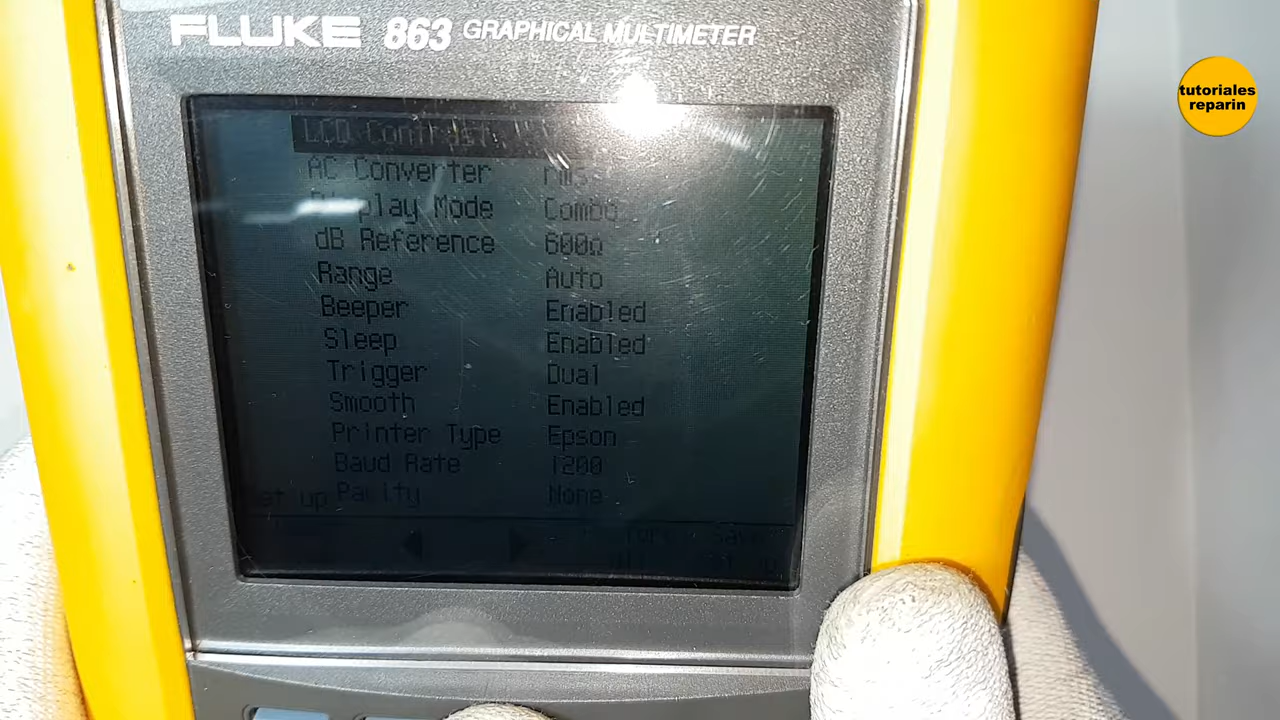 FLUKE 863 GRAPHICAL MULTIMETER
tutoriales
reparin
LCD Contrast
AC Converter rms
Display Mode Combo
dB Reference 600Ω
Range Auto
Beeper Enabled
Sleep Enabled
Trigger Dual
Smooth Enabled
Printer Type Epson
Baud Rate 1200
Parity None